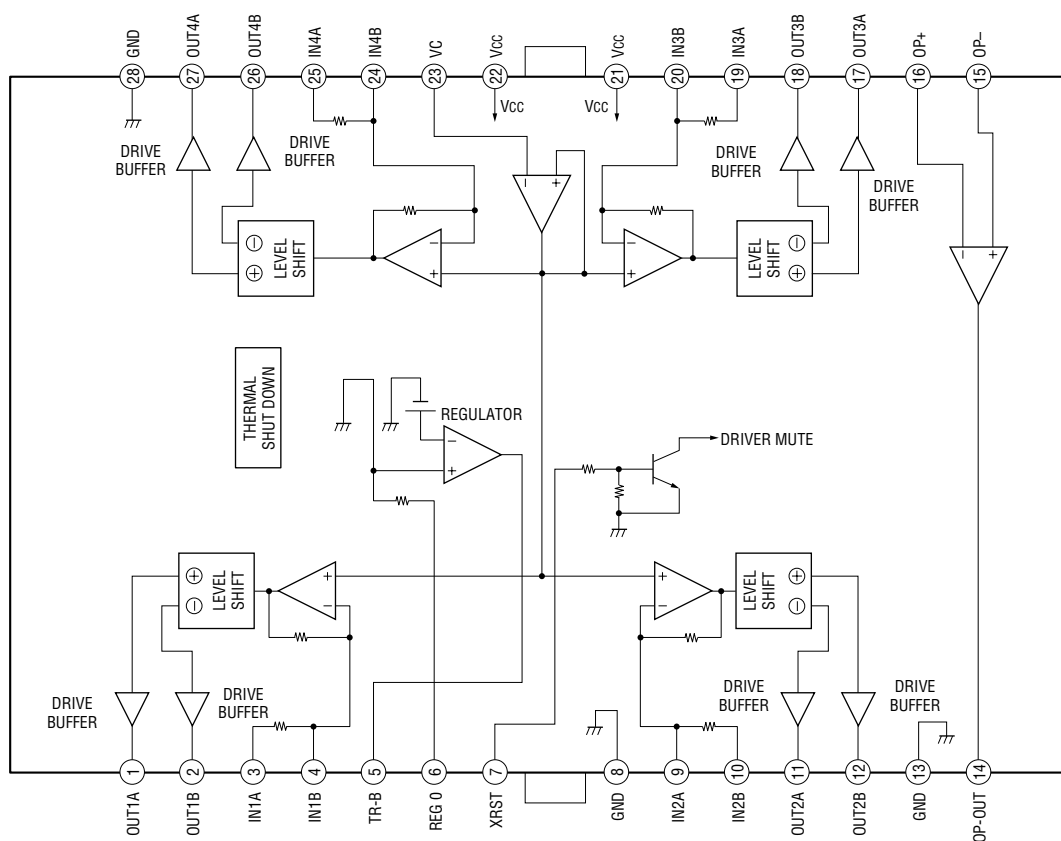 GND
OUT4A
OUT4B
IN4A
IN4B
VC
Vcc
Vcc
IN3B
IN3A
OUT3B
OUT3A
OP+
OP–
28
27
26
25
24
23
22
21
20
19
18
17
16
15
Vcc
Vcc
DRIVE
BUFFER
DRIVE
BUFFER
DRIVE
BUFFER
DRIVE
BUFFER
– +
– +
LEVEL
SHIFT
–
+
–
+
–
+
LEVEL
SHIFT
–
+
THERMAL
SHUT DOWN
REGULATOR
–
+
DRIVER MUTE
+
–
LEVEL
SHIFT
+
–
+
–
LEVEL
SHIFT
+
–
DRIVE
BUFFER
DRIVE
BUFFER
DRIVE
BUFFER
DRIVE
BUFFER
1
2
3
4
5
6
7
8
9
10
11
12
13
14
OUT1A
OUT1B
IN1A
IN1B
TR-B
REG 0
XRST
GND
IN2A
IN2B
OUT2A
OUT2B
GND
OP-OUT